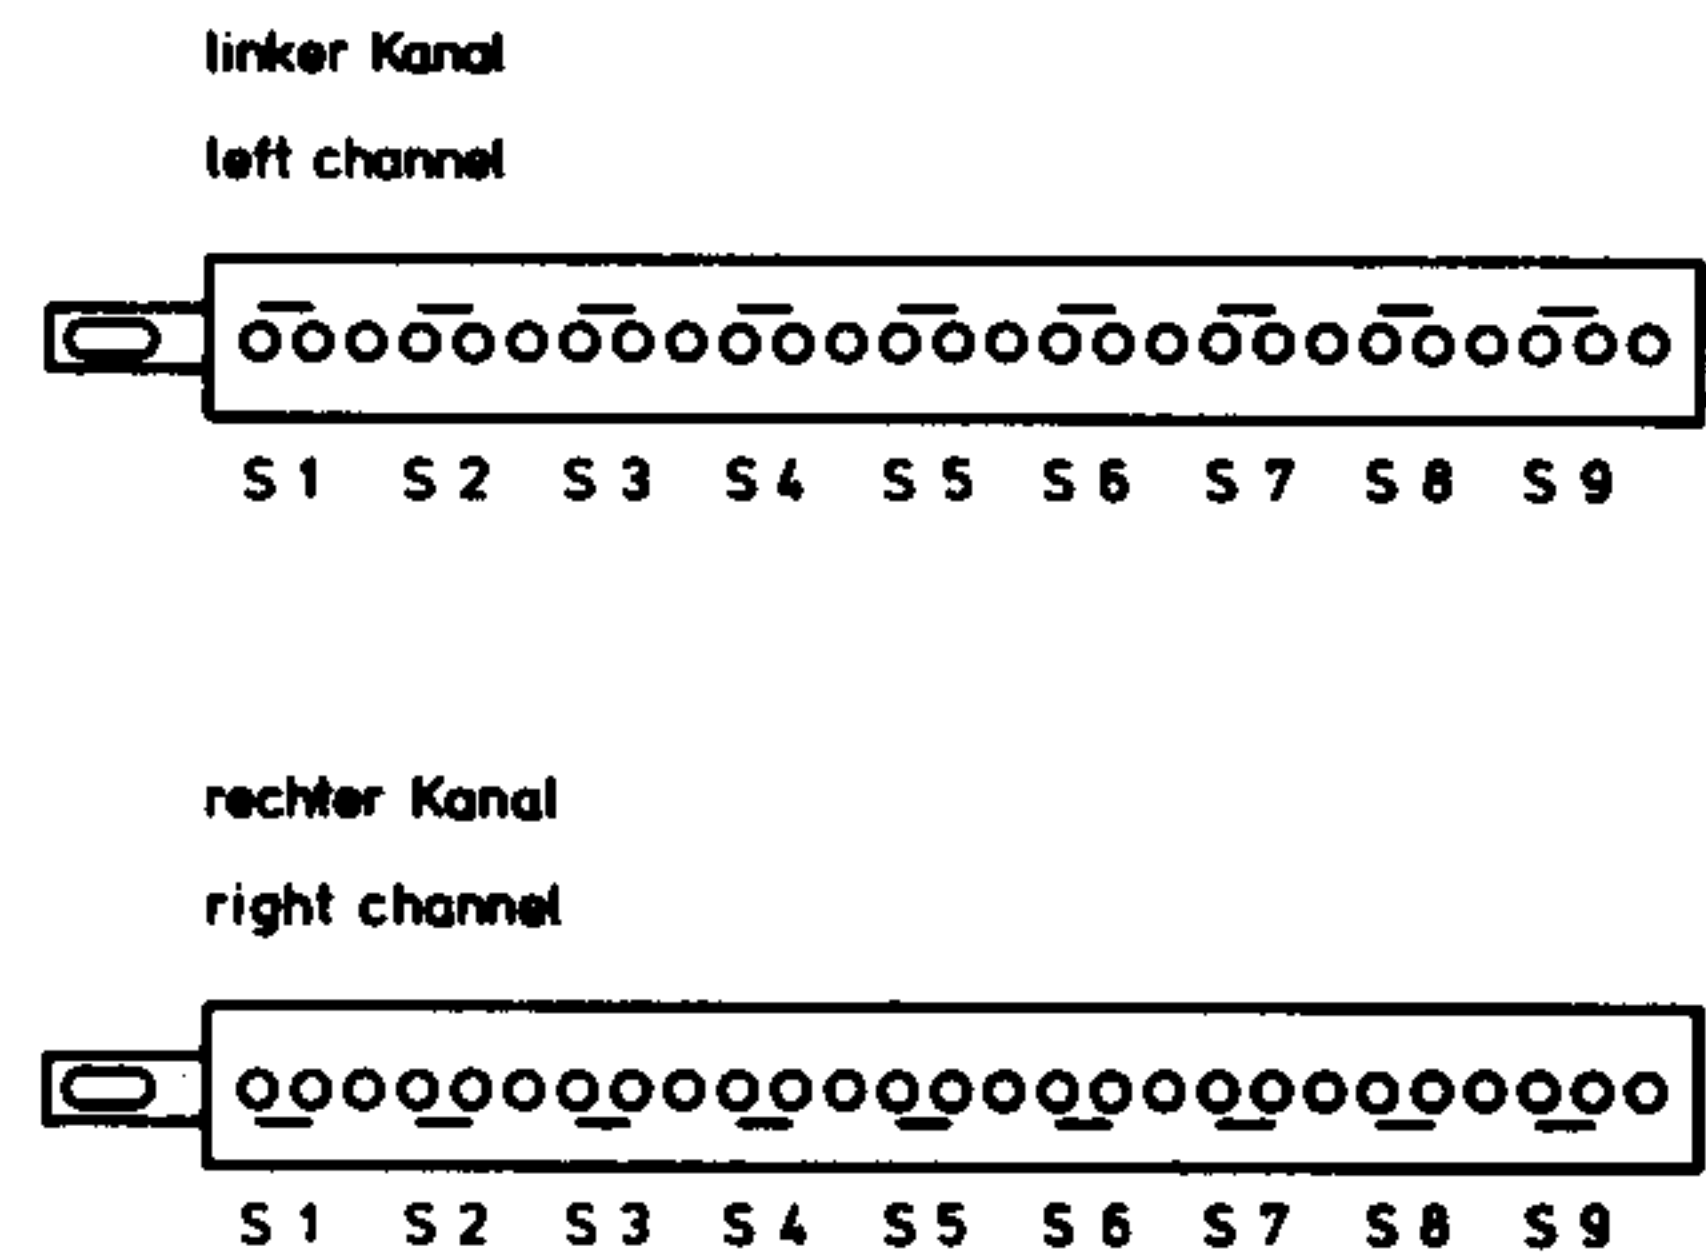 linker Kanal
left channel
S 1 S 2 S 3 S 4 S 5 S 6 S 7 S 8 S 9
rechter Kanal
right channel
S 1 S 2 S 3 S 4 S 5 S 6 S 7 S 8 S 9